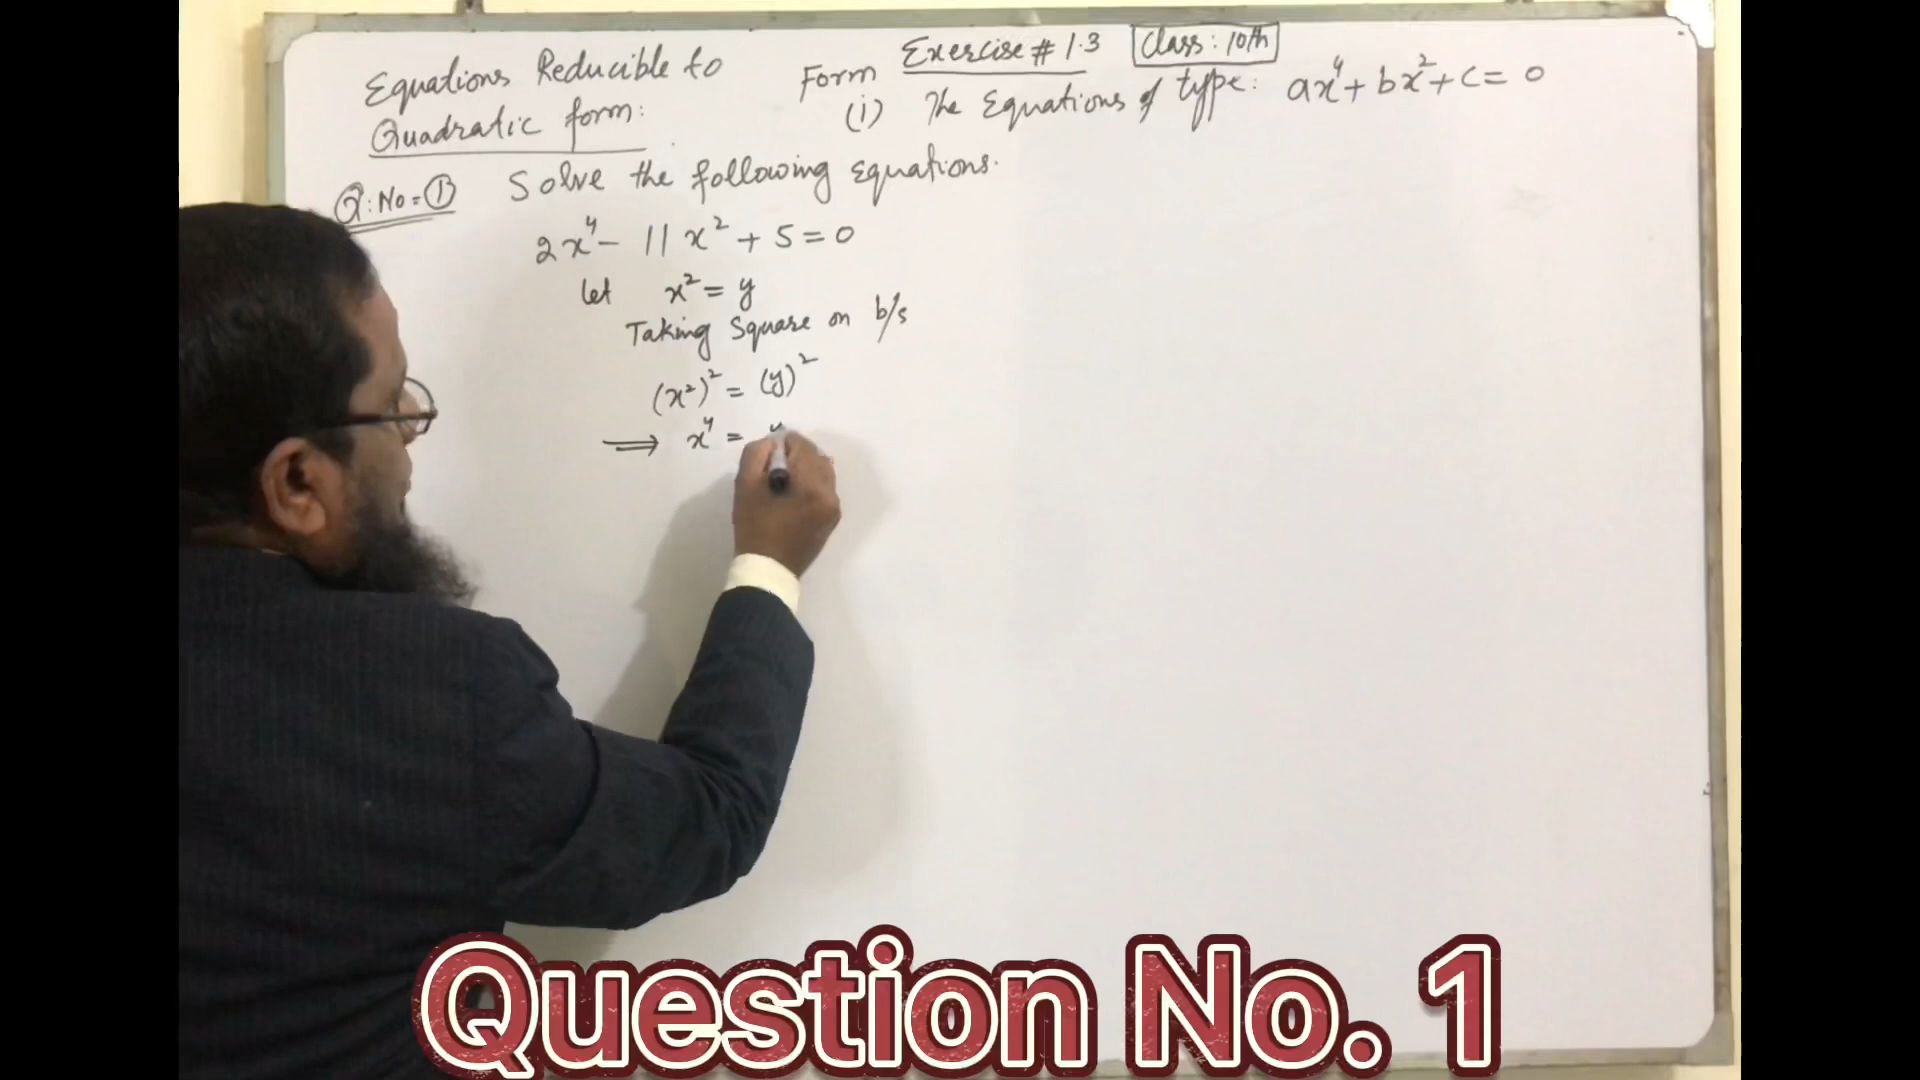 Exercise # 1.3 Class: 10th
Equations Reducible to
Quadratic form:
Form (i) The Equations of type: ax⁴ + bx² + c = 0
Q: No = ① Solve the following equations.
2x⁴ - 11x² + 5 = 0
let x² = y
Taking Square on b/s
(x²)² = (y)²
⟹ x⁴ = y
Question No. 1